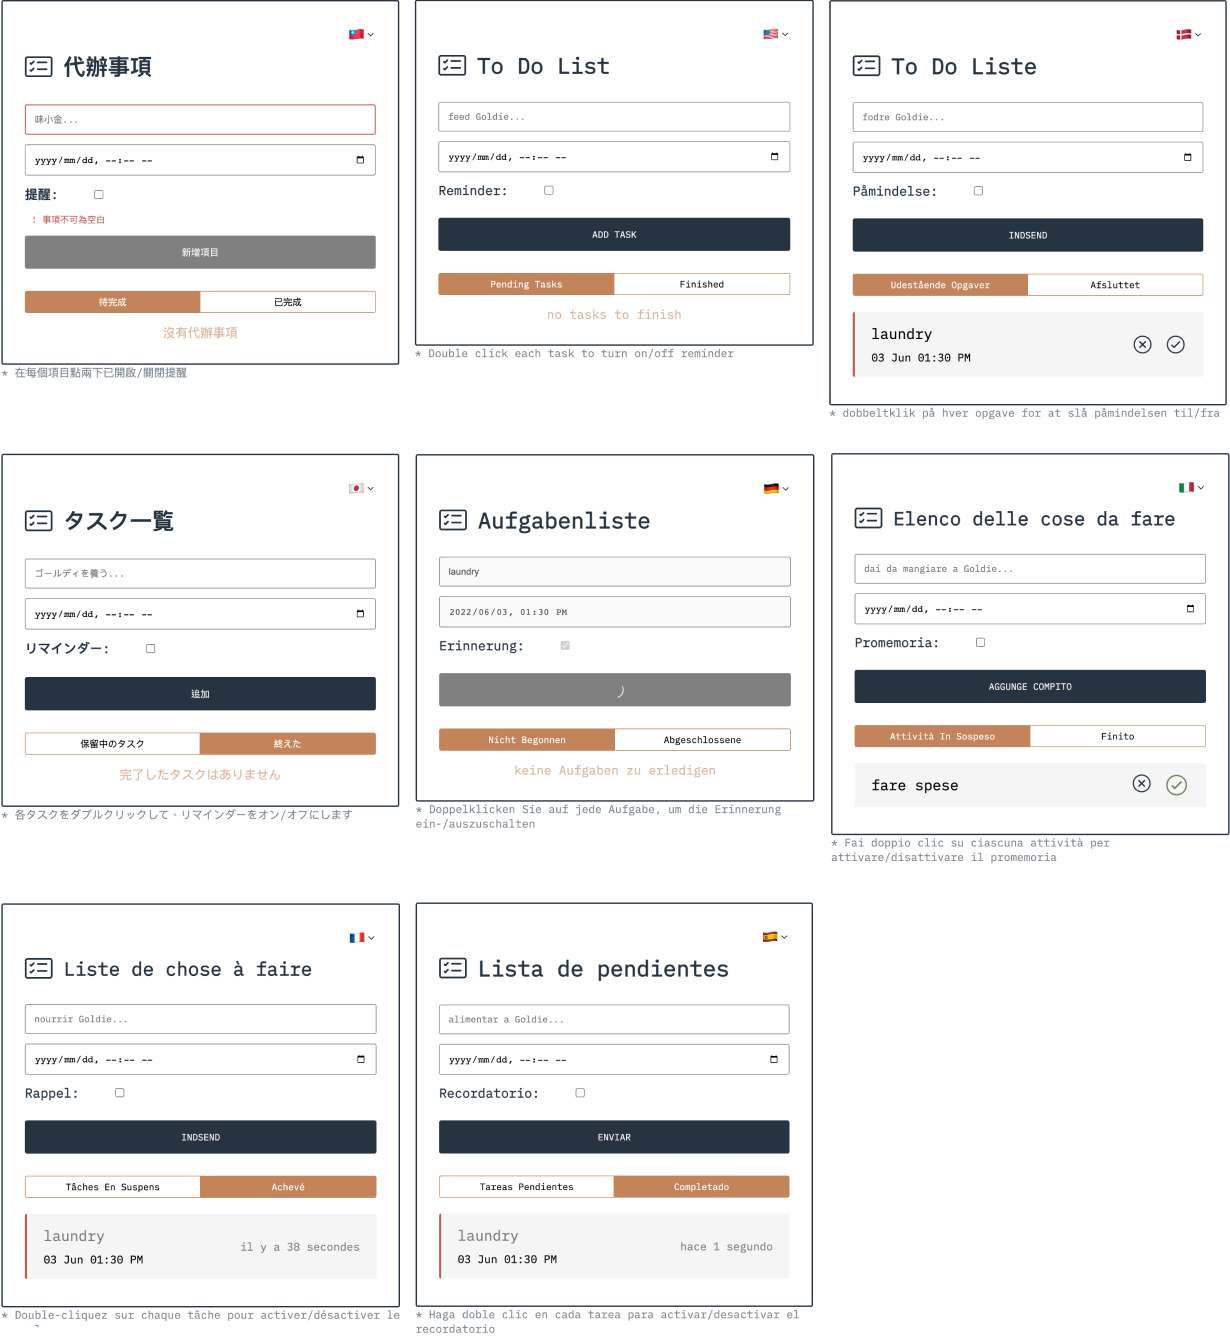 代辦事項
味小金...
yyyy/mm/dd, --:-- --
提醒:
! 事項不可為空白
新增項目
待完成
已完成
沒有代辦事項
* 在每個項目點兩下已開啟/關閉提醒
To Do List
feed Goldie...
yyyy/mm/dd, --:-- --
Reminder:
ADD TASK
Pending Tasks
Finished
no tasks to finish
* Double click each task to turn on/off reminder
To Do Liste
fodre Goldie...
yyyy/mm/dd, --:-- --
Påmindelse:
INDSEND
Udestående Opgaver
Afsluttet
laundry
03 Jun 01:30 PM
* dobbeltklik på hver opgave for at slå påmindelsen til/fra
タスク一覧
ゴールディを養う...
yyyy/mm/dd, --:-- --
リマインダー:
追加
保留中のタスク
終えた
完了したタスクはありません
* 各タスクをダブルクリックして、リマインダーをオン/オフにします
Aufgabenliste
laundry
2022/06/03, 01:30 PM
Erinnerung:
Nicht Begonnen
Abgeschlossene
keine Aufgaben zu erledigen
* Doppelklicken Sie auf jede Aufgabe, um die Erinnerung
ein-/auszuschalten
Elenco delle cose da fare
dai da mangiare a Goldie...
yyyy/mm/dd, --:-- --
Promemoria:
AGGUNGE COMPITO
Attività In Sospeso
Finito
fare spese
* Fai doppio clic su ciascuna attività per
attivare/disattivare il promemoria
Liste de chose à faire
nourrir Goldie...
yyyy/mm/dd, --:-- --
Rappel:
INDSEND
Tâches En Suspens
Achevé
laundry
03 Jun 01:30 PM
il y a 38 secondes
* Double-cliquez sur chaque tâche pour activer/désactiver le
Lista de pendientes
alimentar a Goldie...
yyyy/mm/dd, --:-- --
Recordatorio:
ENVIAR
Tareas Pendientes
Completado
laundry
03 Jun 01:30 PM
hace 1 segundo
* Haga doble clic en cada tarea para activar/desactivar el
recordatorio